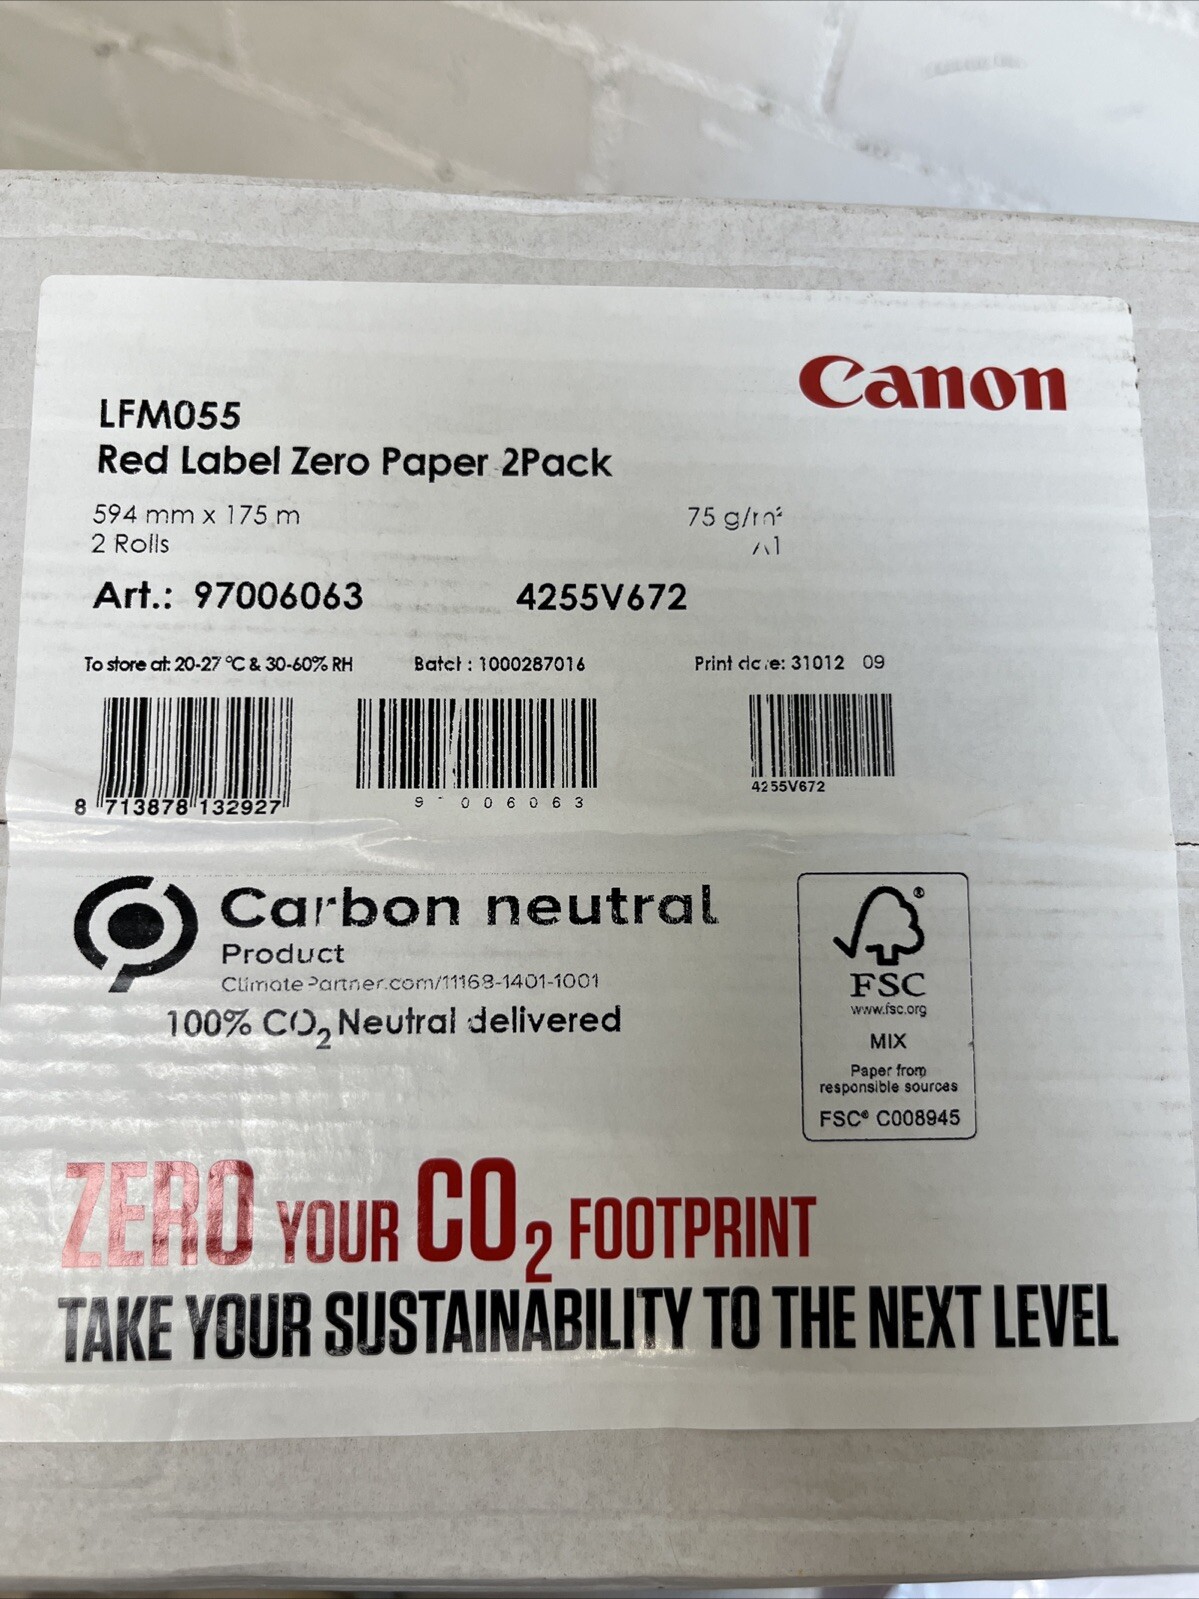 Canon
LFM055
Red Label Zero Paper 2Pack
594 mm x 175 m 75 g/m²
2 Rolls A1
Art.: 97006063 4255V672
To store at: 20-27 °C & 30-60% RH Batch : 1000287016 Print date: 31012 09
8 713878 132927
9 006063
4255V672
Carbon neutral
Product
ClimatePartner.com/11168-1401-1001
100% CO2 Neutral delivered
FSC®
www.fsc.org
MIX
Paper from
responsible sources
FSC® C008945
ZERO YOUR CO2 FOOTPRINT
TAKE YOUR SUSTAINABILITY TO THE NEXT LEVEL